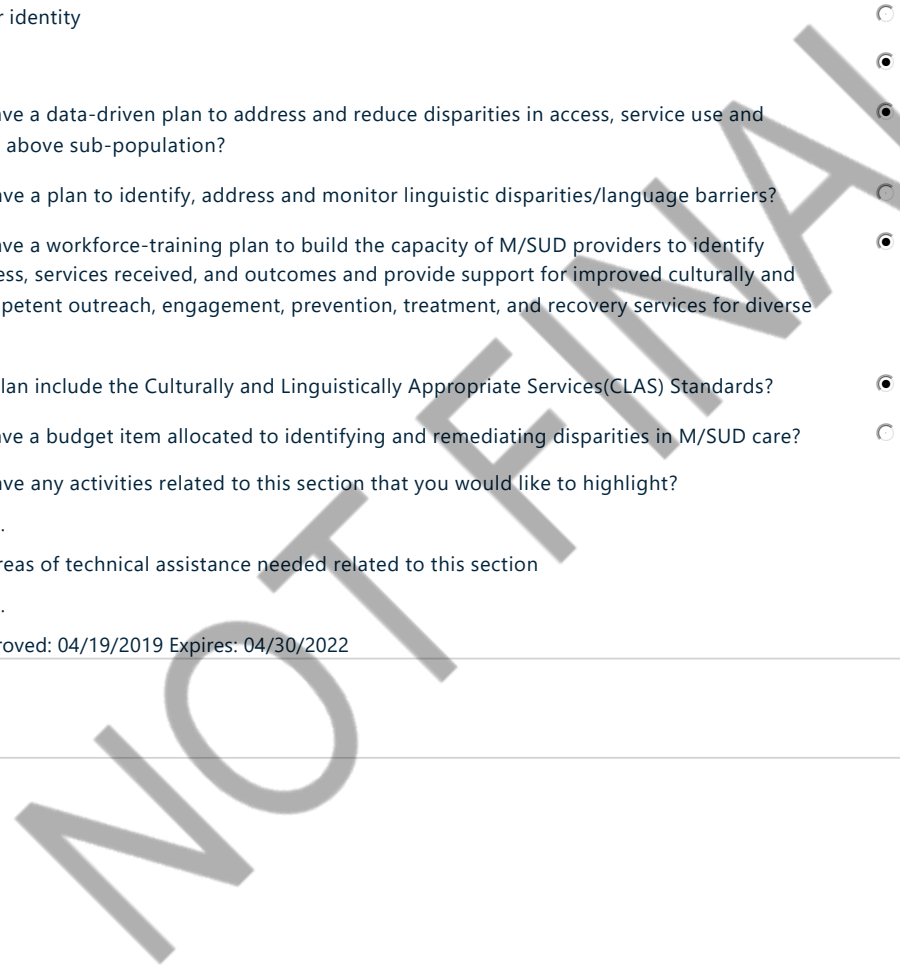 r identity
ve a data-driven plan to address and reduce disparities in access, service use and
above sub-population?
ve a plan to identify, address and monitor linguistic disparities/language barriers?
ve a workforce-training plan to build the capacity of M/SUD providers to identify
ess, services received, and outcomes and provide support for improved culturally and
petent outreach, engagement, prevention, treatment, and recovery services for diverse
lan include the Culturally and Linguistically Appropriate Services(CLAS) Standards?
ve a budget item allocated to identifying and remediating disparities in M/SUD care?
ve any activities related to this section that you would like to highlight?
.
reas of technical assistance needed related to this section
.
roved: 04/19/2019 Expires: 04/30/2022
NOT FINAL